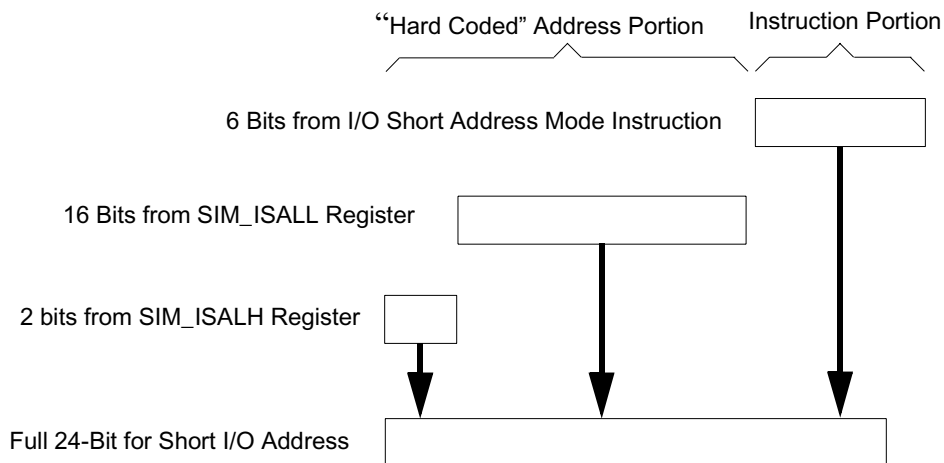 “Hard Coded” Address Portion
Instruction Portion
6 Bits from I/O Short Address Mode Instruction
16 Bits from SIM_ISALL Register
2 bits from SIM_ISALH Register
Full 24-Bit for Short I/O Address